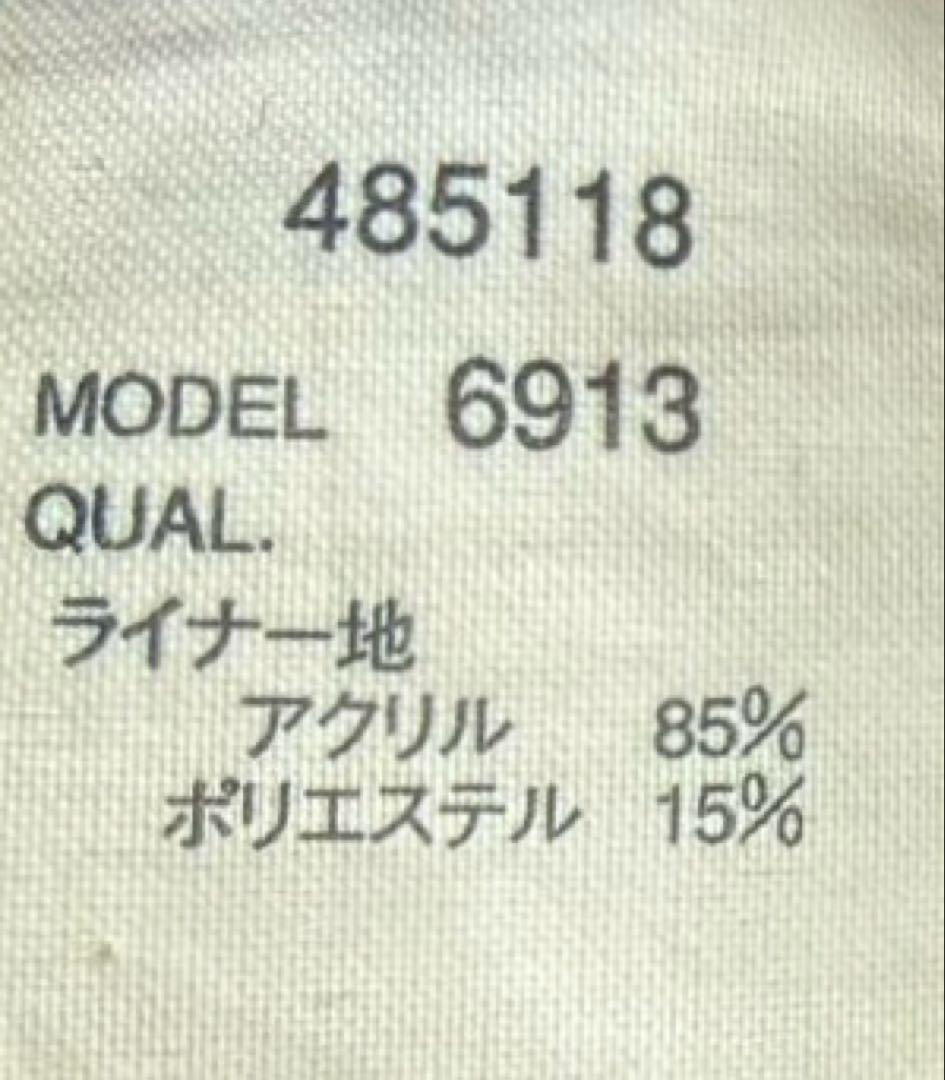 485118
MODEL 6913
QUAL.
ライナー地
アクリル 85%
ポリエステル 15%